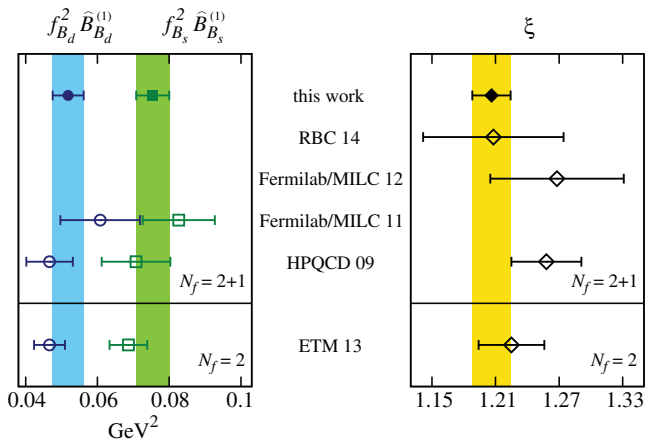 f²_{B_d} B̂^{(1)}_{B_d} f²_{B_s} B̂^{(1)}_{B_s} ξ
this work
RBC 14
Fermilab/MILC 12
Fermilab/MILC 11
HPQCD 09
N_f = 2+1 N_f = 2+1
ETM 13
N_f = 2 N_f = 2
0.04 0.06 0.08 0.1 1.15 1.21 1.27 1.33
GeV²